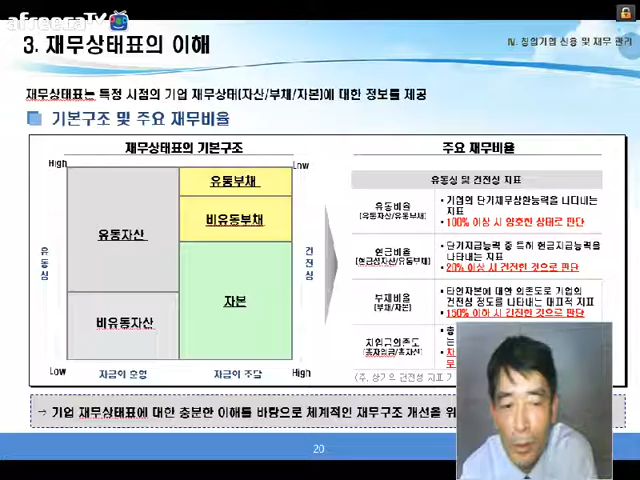 afreecaTV
3. 재무상태표의 이해
Ⅳ. 창업기업 신용 및 재무 관리
재무상태표는 특정 시점의 기업 재무상태(자산/부채/자본)에 대한 정보를 제공
기본구조 및 주요 재무비율
재무상태표의 기본구조
주요 재무비율
High
Low
유동부채
유동성 및 건전성 지표
비유동부채
유동자산
자본
비유동자산
유동성
건전성
Low
자금의 운용
자금의 조달
High
유동비율
(유동자산/유동부채)
• 기업의 단기채무상환능력을 나타내는
지표
• 100% 이상 시 양호한 상태로 판단
현금비율
(현금성자산/유동부채)
• 단기지급능력 중 특히 현금지급능력을
나타내는 지표
• 20% 이상 시 건전한 것으로 판단
부채비율
(부채/자본)
• 타인자본에 대한 의존도로 기업의
건전성 정도를 나타내는 대표적 지표
• 150% 이하 시 건전한 것으로 판단
차입금의존도
(총차입금/총자산)
(주. 상기의 건전성 지표
→ 기업 재무상태표에 대한 충분한 이해를 바탕으로 체계적인 재무구조 개선을 위
20